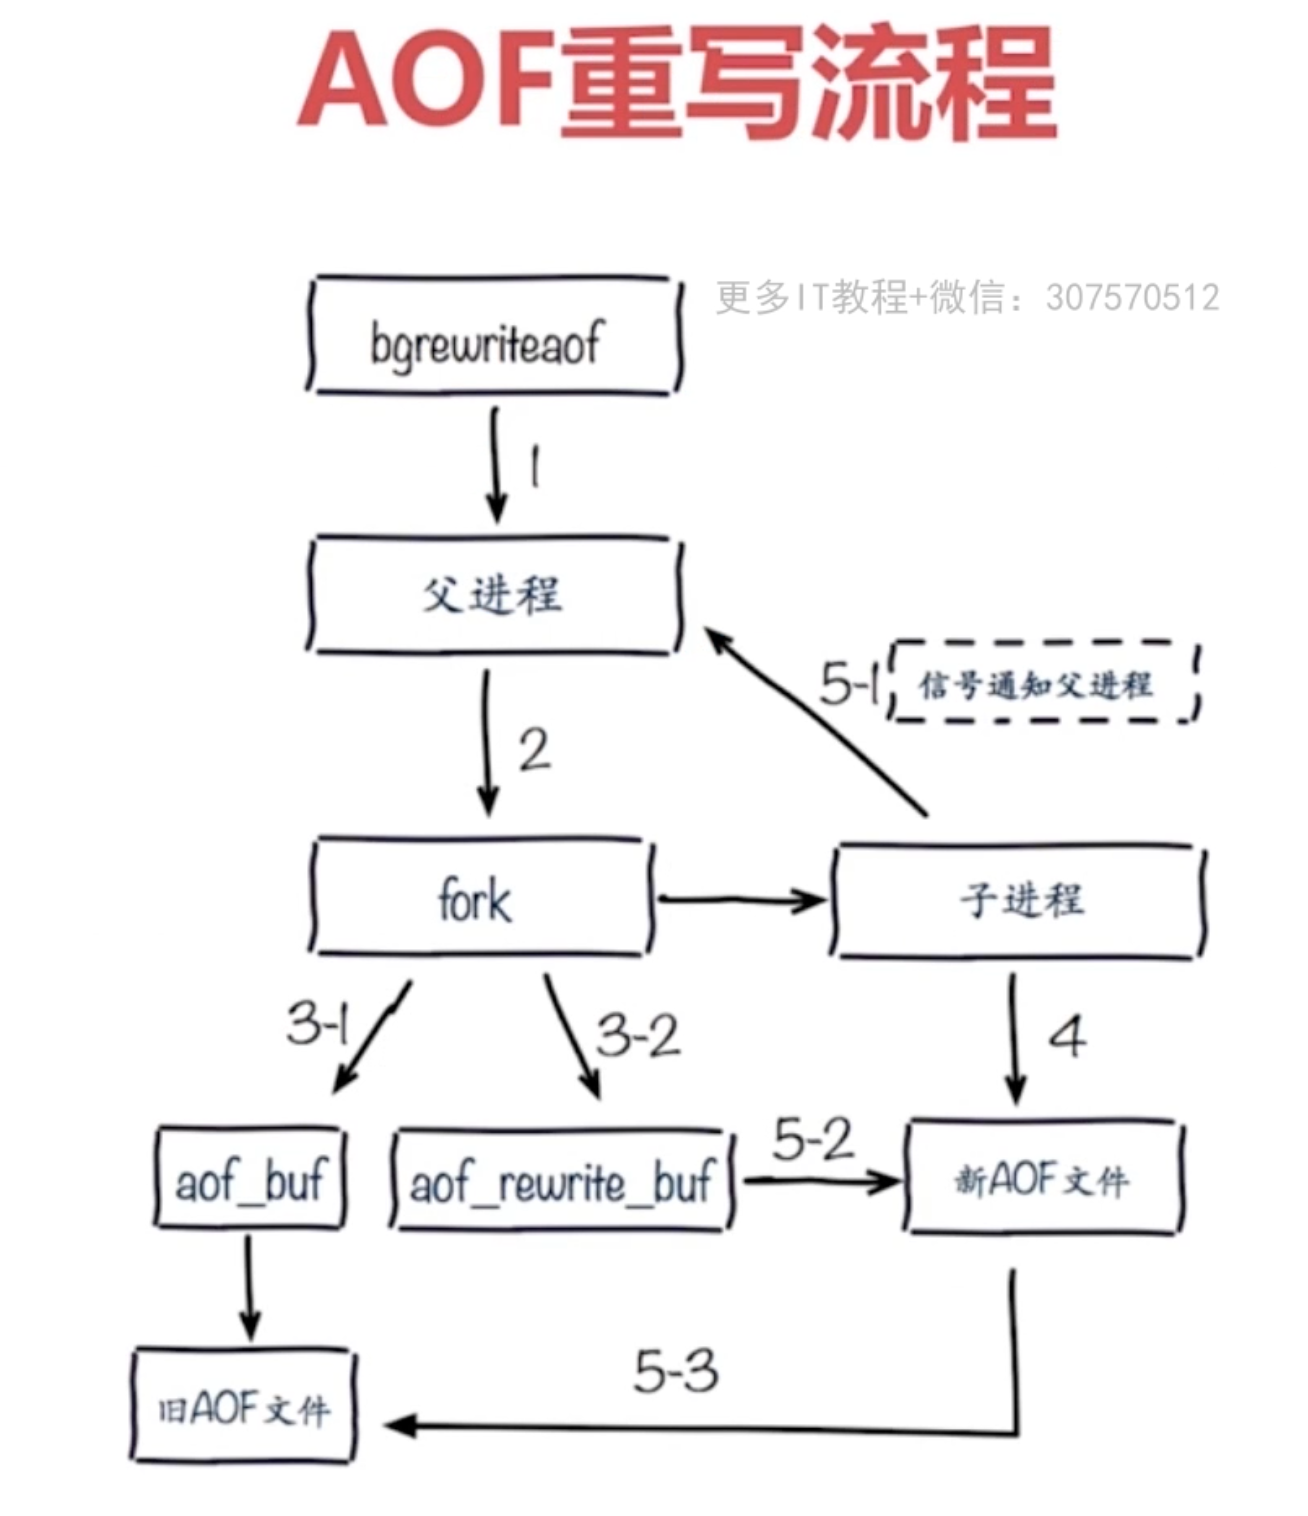 AOF重写流程
更多IT教程+微信：307570512
bgrewriteaof
1
父进程
5-1
信号通知父进程
2
fork
子进程
3-1
3-2
4
5-2
aof_buf
aof_rewrite_buf
新AOF文件
5-3
旧AOF文件